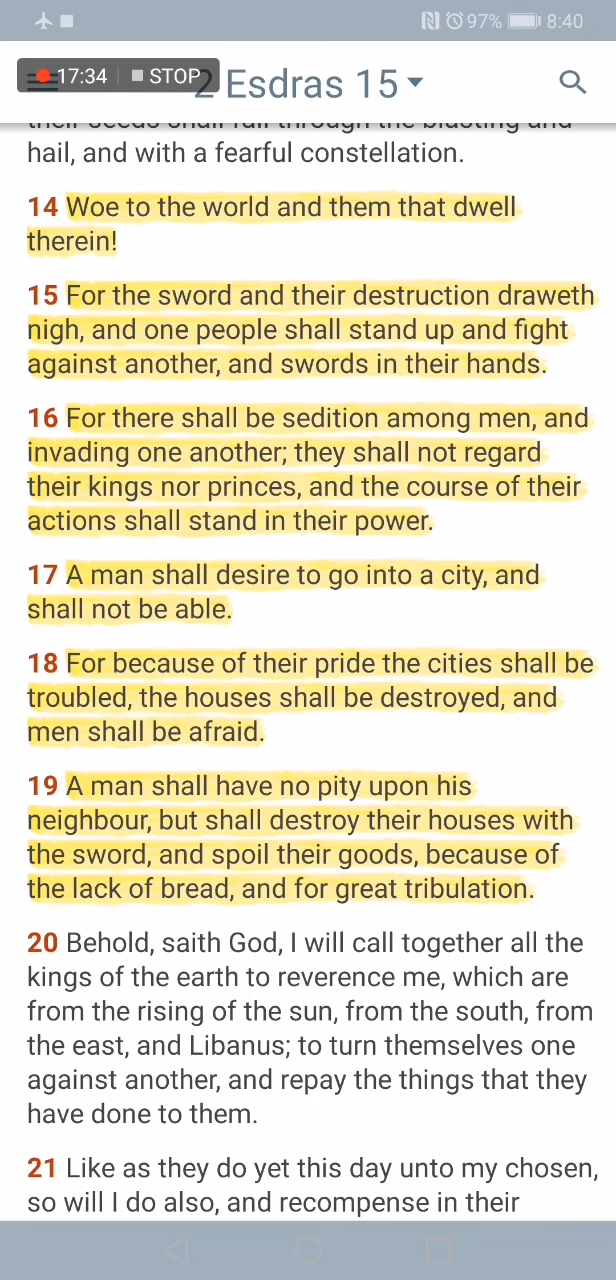 97% 8:40
17:34 STOP 2 Esdras 15
their seeds shall fail through the blasting and
hail, and with a fearful constellation.
14 Woe to the world and them that dwell
therein!
15 For the sword and their destruction draweth
nigh, and one people shall stand up and fight
against another, and swords in their hands.
16 For there shall be sedition among men, and
invading one another; they shall not regard
their kings nor princes, and the course of their
actions shall stand in their power.
17 A man shall desire to go into a city, and
shall not be able.
18 For because of their pride the cities shall be
troubled, the houses shall be destroyed, and
men shall be afraid.
19 A man shall have no pity upon his
neighbour, but shall destroy their houses with
the sword, and spoil their goods, because of
the lack of bread, and for great tribulation.
20 Behold, saith God, I will call together all the
kings of the earth to reverence me, which are
from the rising of the sun, from the south, from
the east, and Libanus; to turn themselves one
against another, and repay the things that they
have done to them.
21 Like as they do yet this day unto my chosen,
so will I do also, and recompense in their